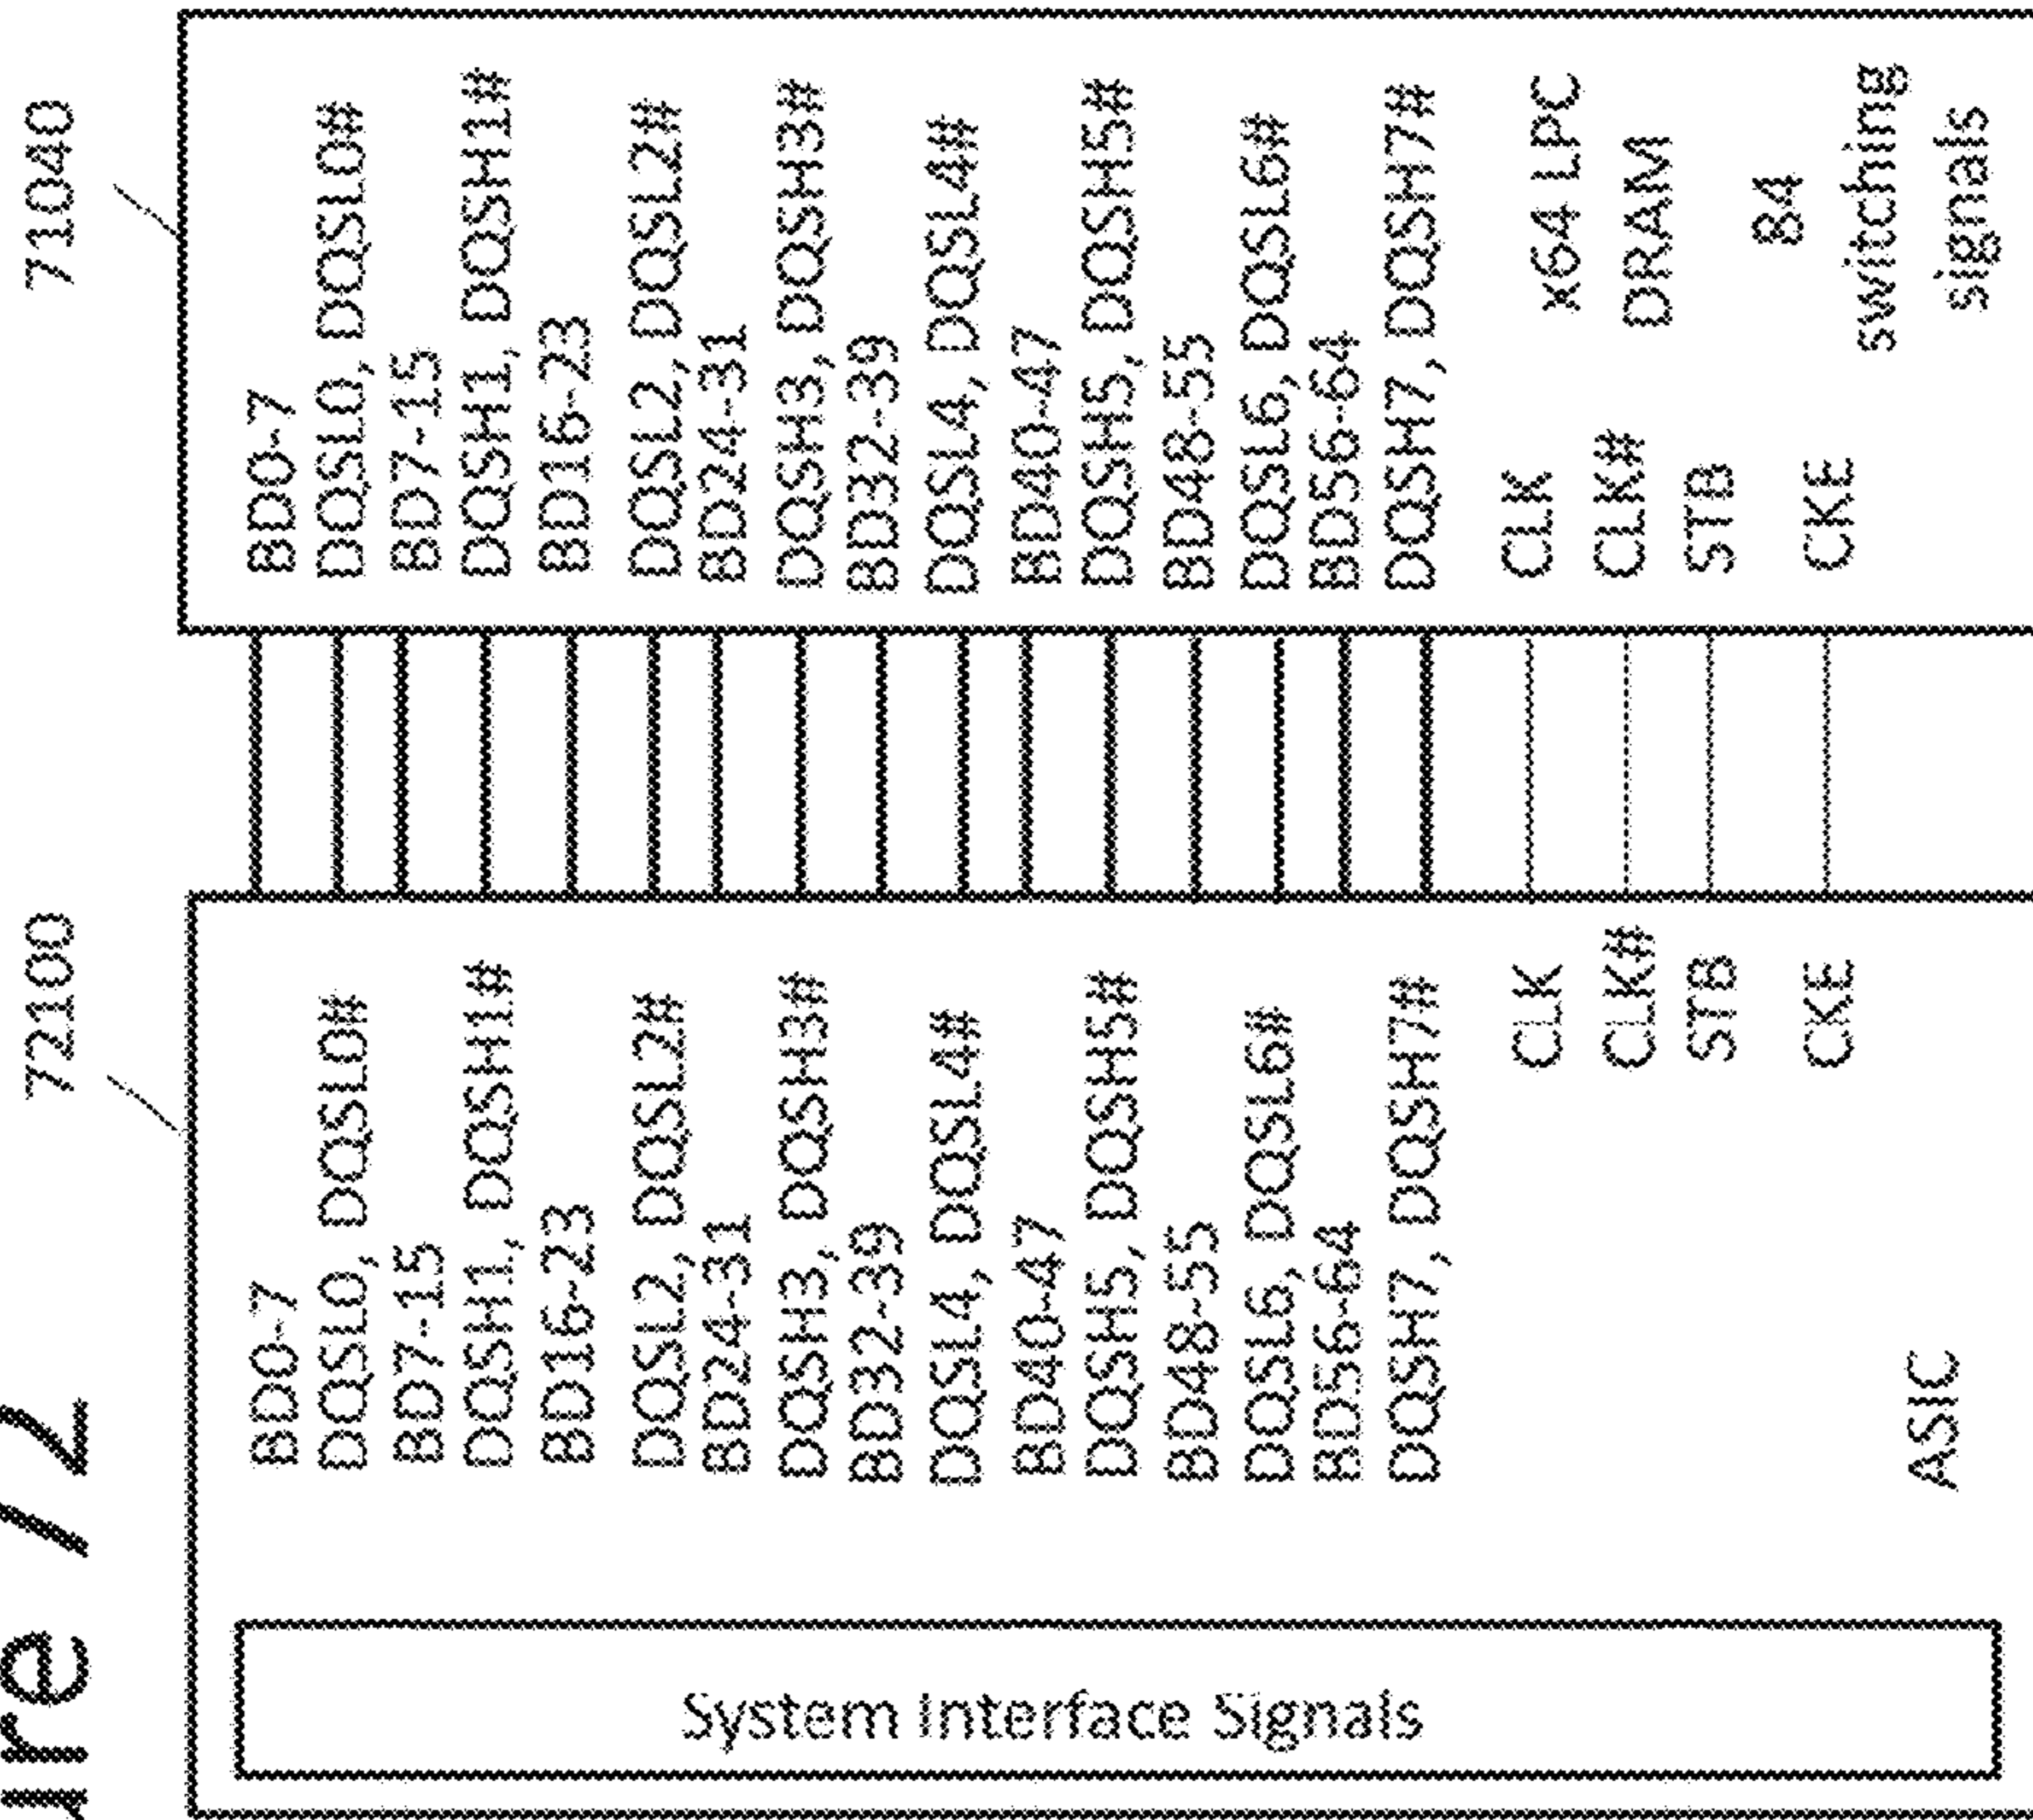 ure 72
72100
71040
BD0-7
DQSL0, DQSL0#
BD7-15
DQSH1, DQSH1#
BD16-23
DQSL2, DQSL2#
BD24-31
DQSH3, DQSH3#
BD32-39
DQSL4, DQSL4#
BD40-47
DQSH5, DQSH5#
BD48-55
DQSL6, DQSL6#
BD56-64
DQSH7, DQSH7#
CLK
CLK#
STB
CKE
ASIC
System Interface Signals
BD0-7
DQSL0, DQSL0#
BD7-15
DQSH1, DQSH1#
BD16-23
DQSL2, DQSL2#
BD24-31
DQSH3, DQSH3#
BD32-39
DQSL4, DQSL4#
BD40-47
DQSH5, DQSH5#
BD48-55
DQSL6, DQSL6#
BD56-64
DQSH7, DQSH7#
CLK
CLK#
STB
CKE
x64 LPC
DRAM
84
switching
signals